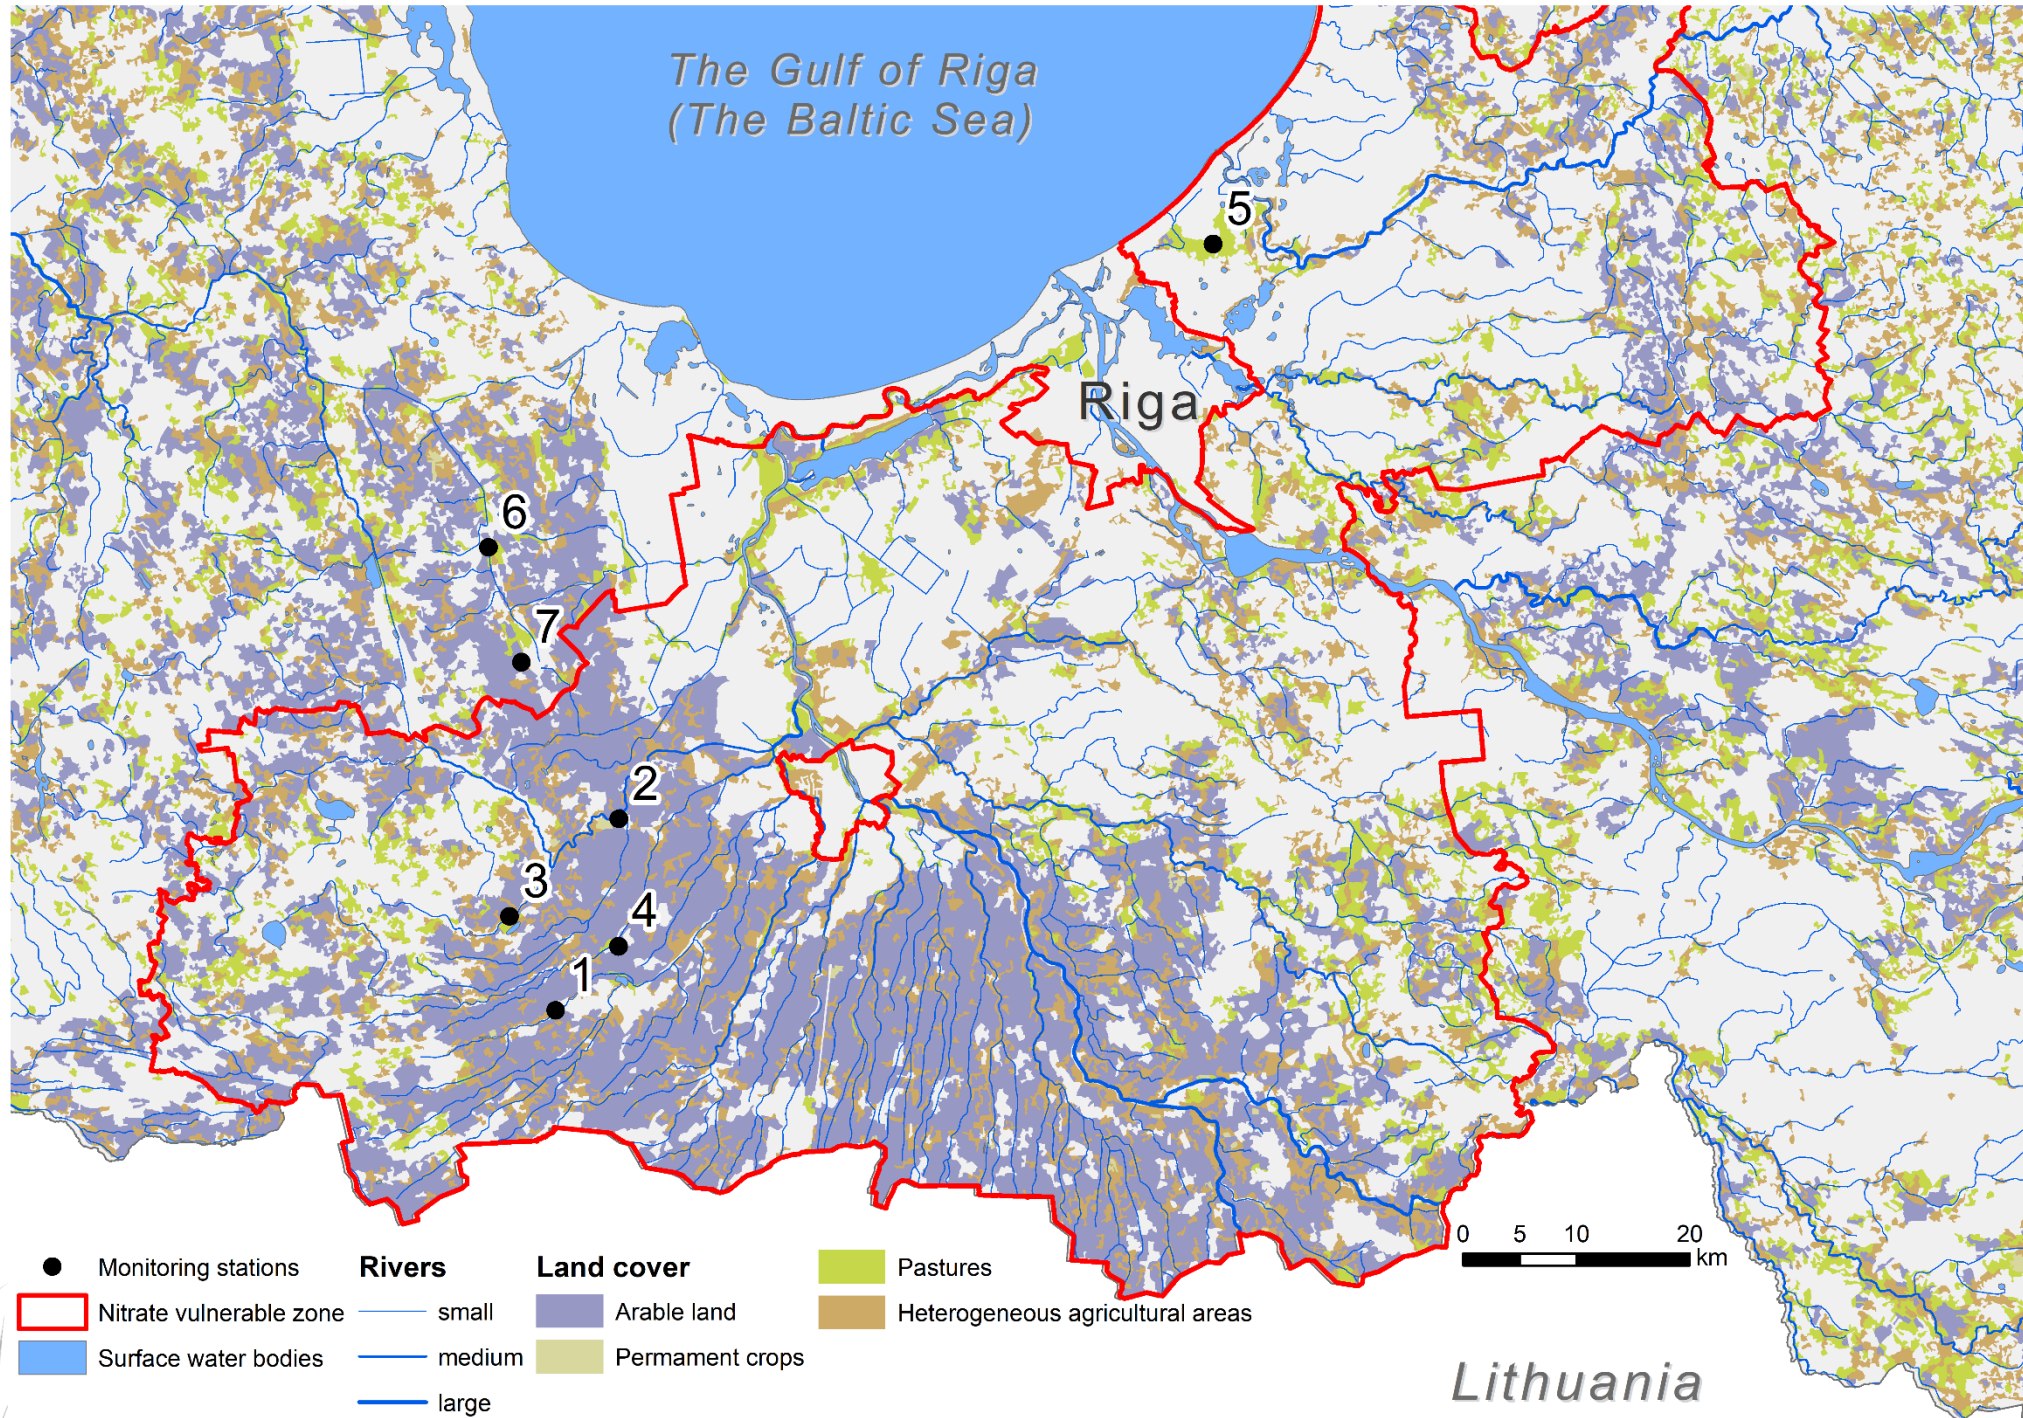 The Gulf of Riga
(The Baltic Sea)
5
Riga
6
7
2
3
4
1
0 5 10 20
km
Monitoring stations
Nitrate vulnerable zone
Surface water bodies
Rivers
small
medium
large
Land cover
Arable land
Permament crops
Pastures
Heterogeneous agricultural areas
Lithuania